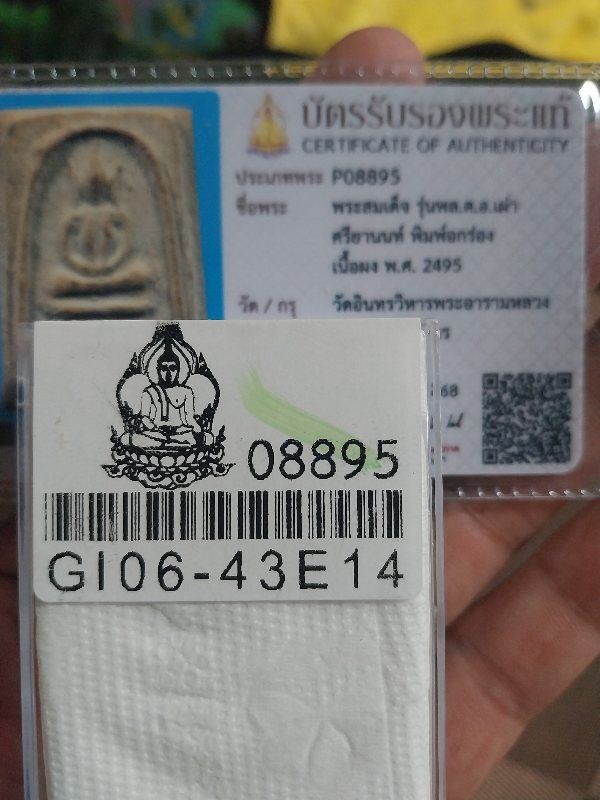 บัตรรับรองพระแท้
CERTIFICATE OF AUTHENTICITY
ประเภทพระ P08895
ชื่อพระ พระสมเด็จ รุ่นพล.ต.อ.เผ่า
ศรียานนท์ พิมพ์อกร่อง
เนื้อผง พ.ศ. 2495
วัด / กรุ วัดอินทรวิหารพระอารามหลวง
68
08895
GI06-43E14